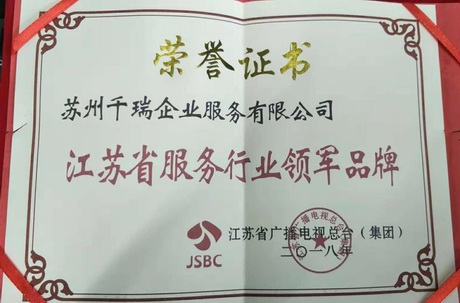 荣誉证书
苏州千瑞企业服务有限公司
江苏省服务行业领军品牌
JSBC
江苏省广播电视总台（集团）
二〇一八年